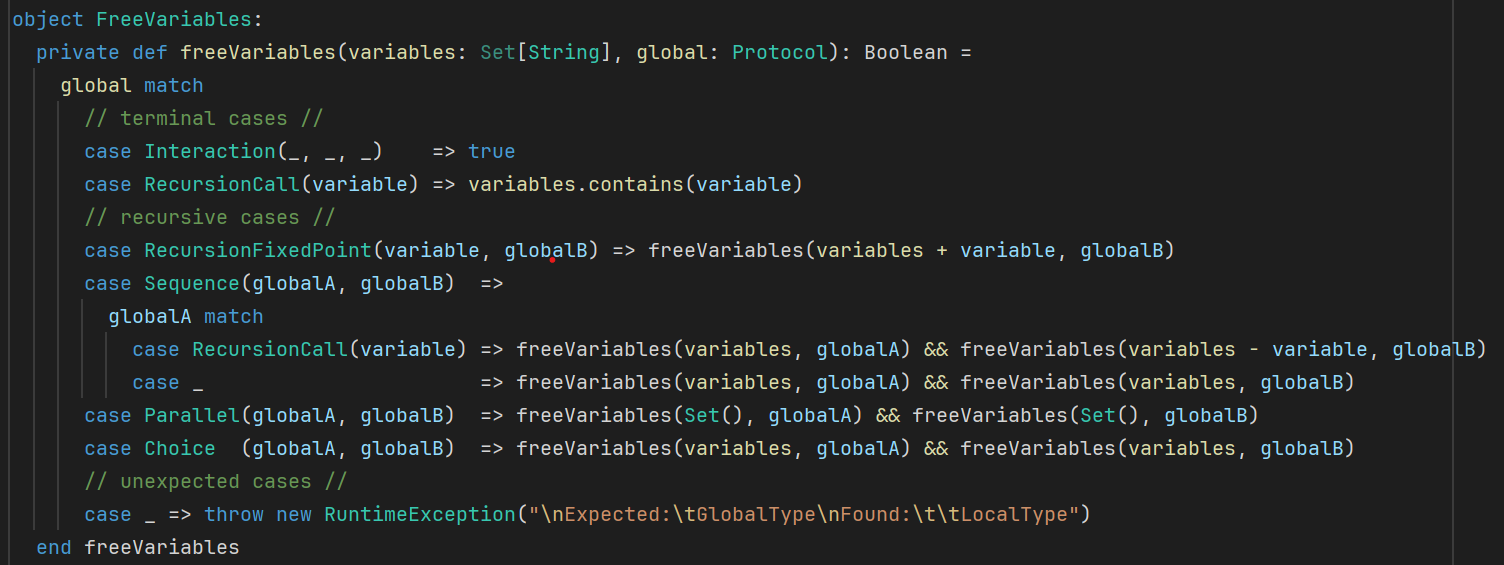 object FreeVariables:
  private def freeVariables(variables: Set[String], global: Protocol): Boolean =
    global match
      // terminal cases //
      case Interaction(_, _, _)    => true
      case RecursionCall(variable) => variables.contains(variable)
      // recursive cases //
      case RecursionFixedPoint(variable, globalB) => freeVariables(variables + variable, globalB)
      case Sequence(globalA, globalB)  =>
        globalA match
          case RecursionCall(variable) => freeVariables(variables, globalA) && freeVariables(variables - variable, globalB)
          case _                       => freeVariables(variables, globalA) && freeVariables(variables, globalB)
      case Parallel(globalA, globalB)  => freeVariables(Set(), globalA) && freeVariables(Set(), globalB)
      case Choice  (globalA, globalB)  => freeVariables(variables, globalA) && freeVariables(variables, globalB)
      // unexpected cases //
      case _ => throw new RuntimeException("\nExpected:\tGlobalType\nFound:\t\tLocalType")
  end freeVariables